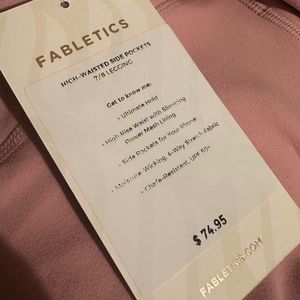 FABLETICS
HIGH-WAISTED SIDE POCKETS
7/8 LEGGING
Get to know me:
• Ultimate Hold
• High Rise Waist with Slimming
Power Mesh Lining
• Side Pockets for Your Phone
• Moisture-Wicking, 4-Way Stretch Fabric
• Chafe-Resistant, UPF 50+
$ 74.95
FABLETICS.COM